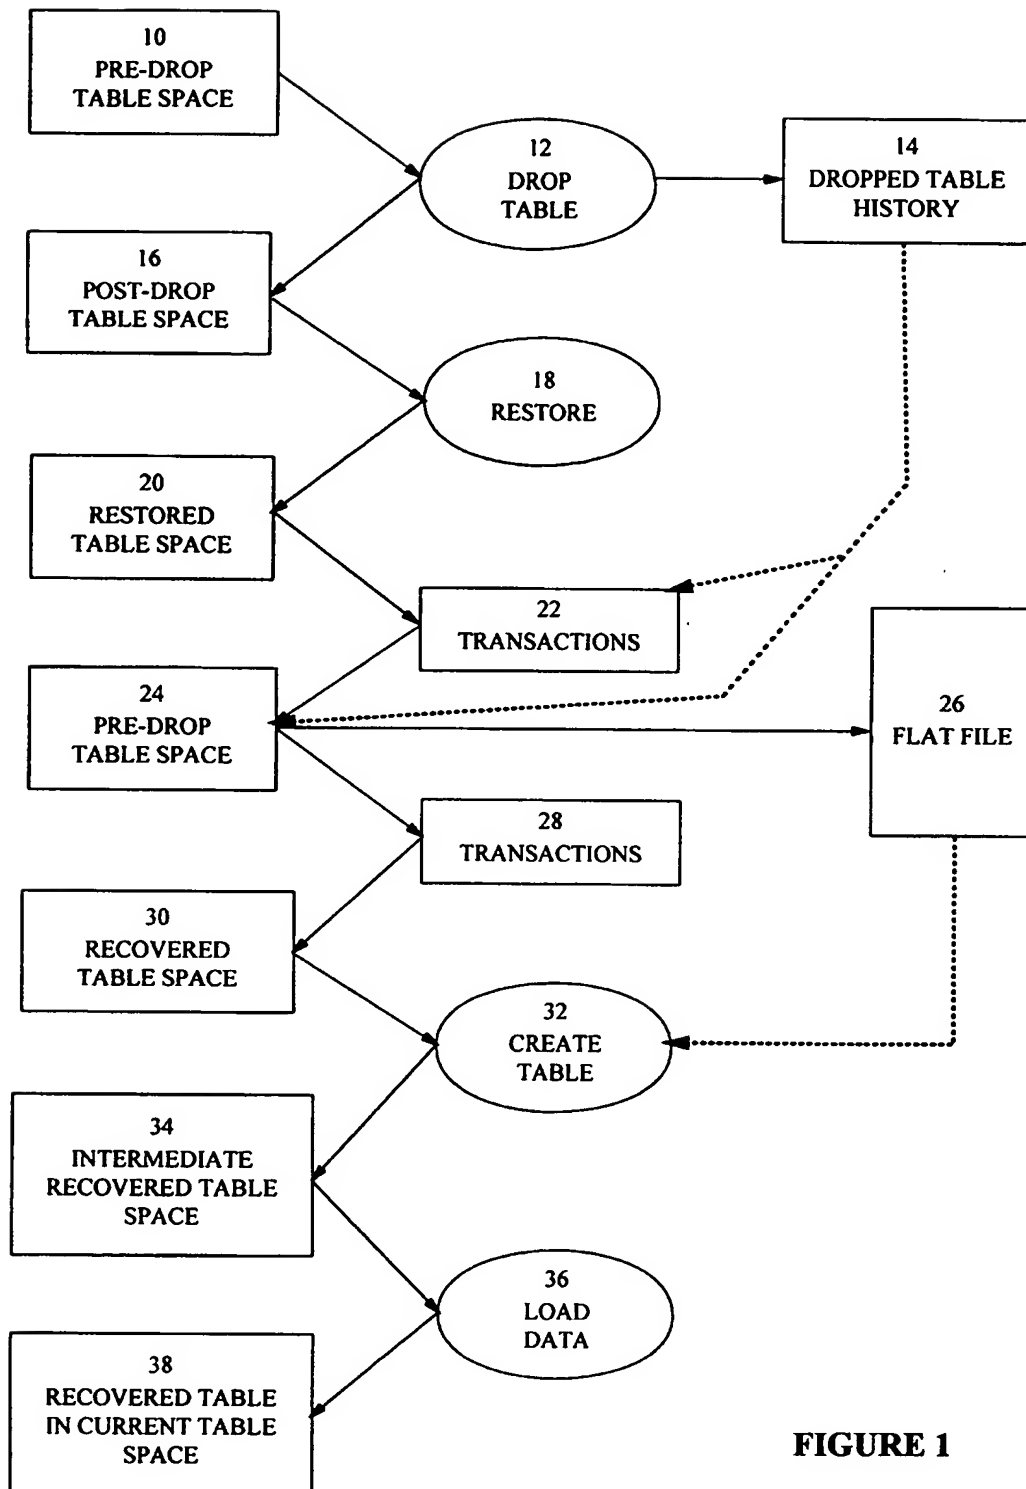 10
PRE-DROP
TABLE SPACE
12
DROP
TABLE
14
DROPPED TABLE
HISTORY
16
POST-DROP
TABLE SPACE
18
RESTORE
20
RESTORED
TABLE SPACE
22
TRANSACTIONS
24
PRE-DROP
TABLE SPACE
26
FLAT FILE
28
TRANSACTIONS
30
RECOVERED
TABLE SPACE
32
CREATE
TABLE
34
INTERMEDIATE
RECOVERED TABLE
SPACE
36
LOAD
DATA
38
RECOVERED TABLE
IN CURRENT TABLE
SPACE
FIGURE 1